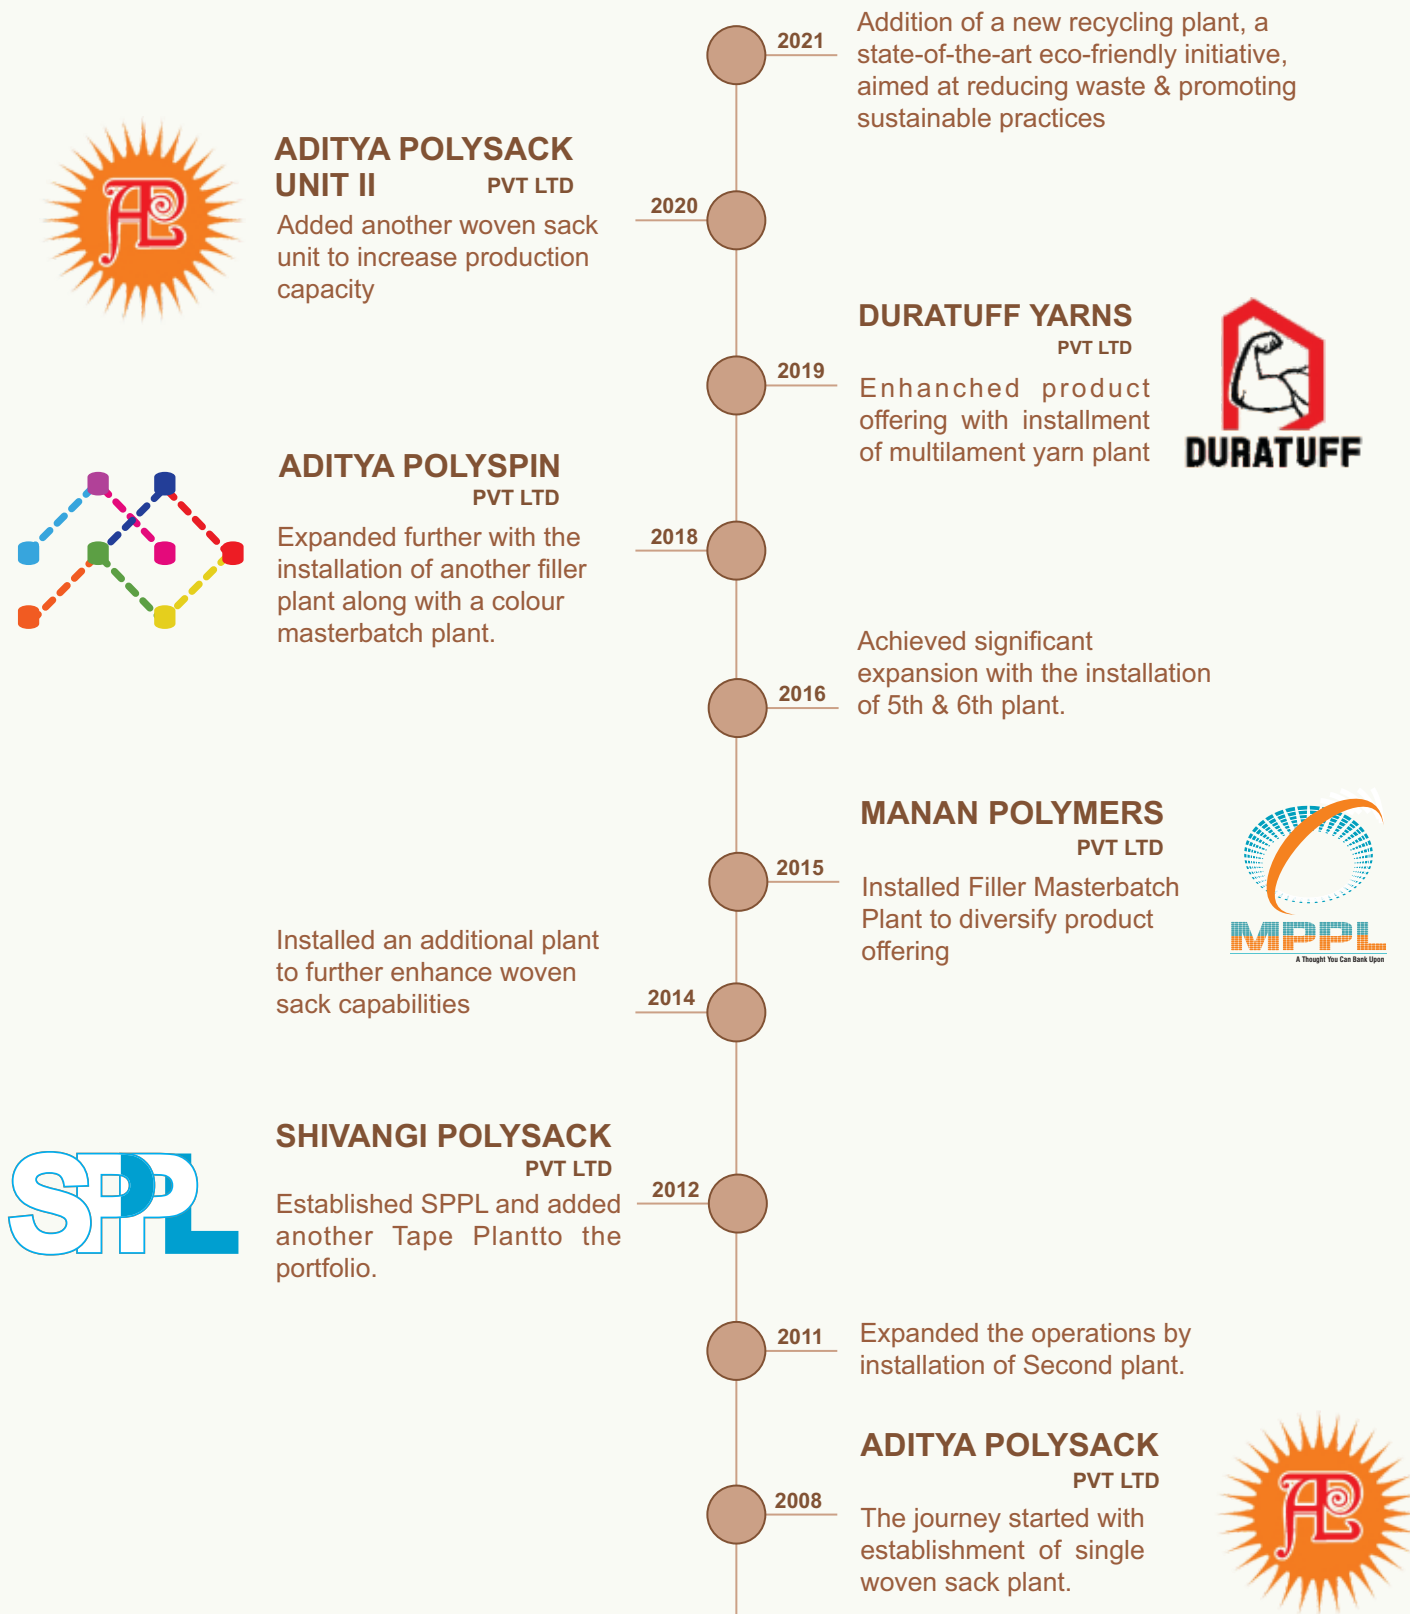 2021
Addition of a new recycling plant, a
state-of-the-art eco-friendly initiative,
aimed at reducing waste & promoting
sustainable practices
ADITYA POLYSACK
UNIT II PVT LTD
2020
Added another woven sack
unit to increase production
capacity
DURATUFF YARNS
PVT LTD
2019
Enhanched product
offering with installment
of multilament yarn plant
DURATUFF
ADITYA POLYSPIN
PVT LTD
2018
Expanded further with the
installation of another filler
plant along with a colour
masterbatch plant.
2016
Achieved significant
expansion with the installation
of 5th & 6th plant.
MANAN POLYMERS
PVT LTD
2015
Installed Filler Masterbatch
Plant to diversify product
offering
MPPL
A Thought You Can Bank Upon
Installed an additional plant
to further enhance woven
sack capabilities
2014
SHIVANGI POLYSACK
PVT LTD
SPPL
2012
Established SPPL and added
another Tape Plantto the
portfolio.
2011
Expanded the operations by
installation of Second plant.
ADITYA POLYSACK
PVT LTD
2008
The journey started with
establishment of single
woven sack plant.